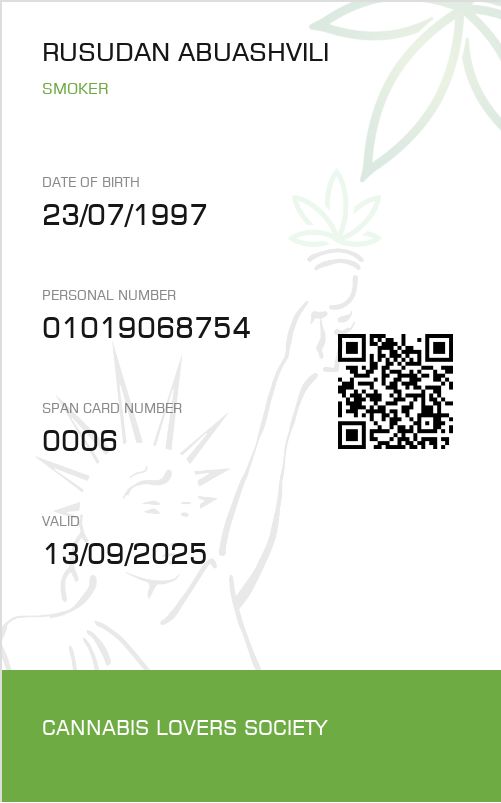 RUSUDAN ABUASHVILI
SMOKER
DATE OF BIRTH
23/07/1997
PERSONAL NUMBER
01019068754
SPAN CARD NUMBER
0006
VALID
13/09/2025
CANNABIS LOVERS SOCIETY